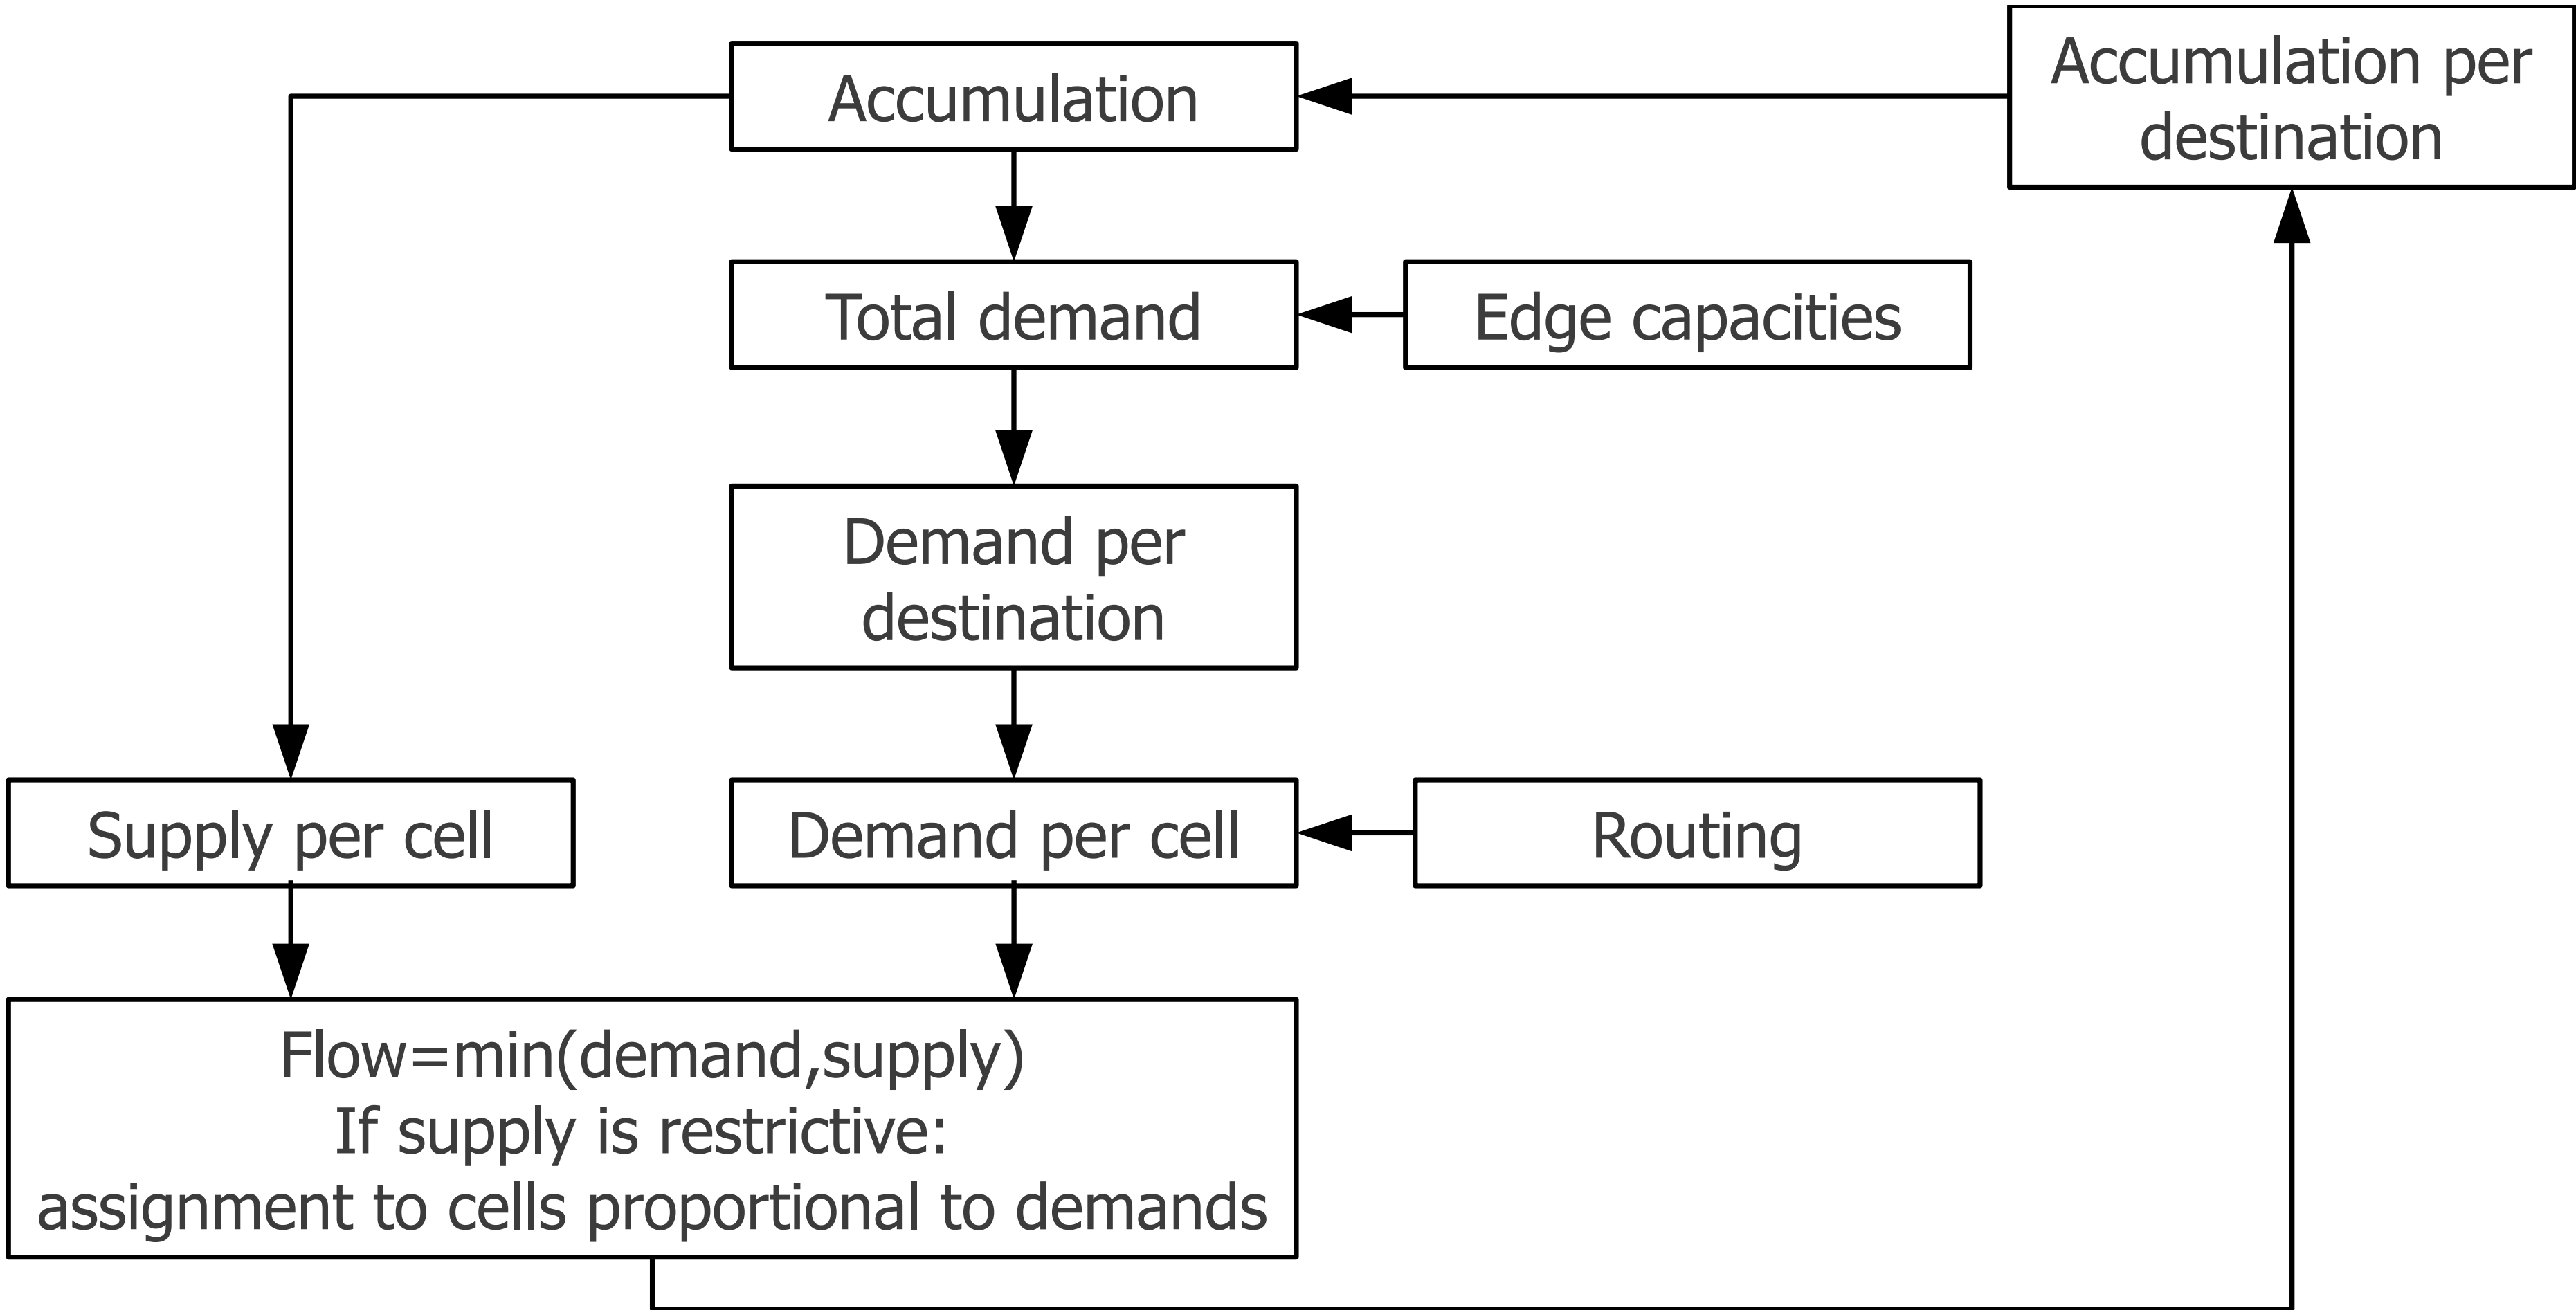 Accumulation
Accumulation per
destination
Total demand
Edge capacities
Demand per
destination
Supply per cell
Demand per cell
Routing
Flow=min(demand,supply)
If supply is restrictive:
assignment to cells proportional to demands